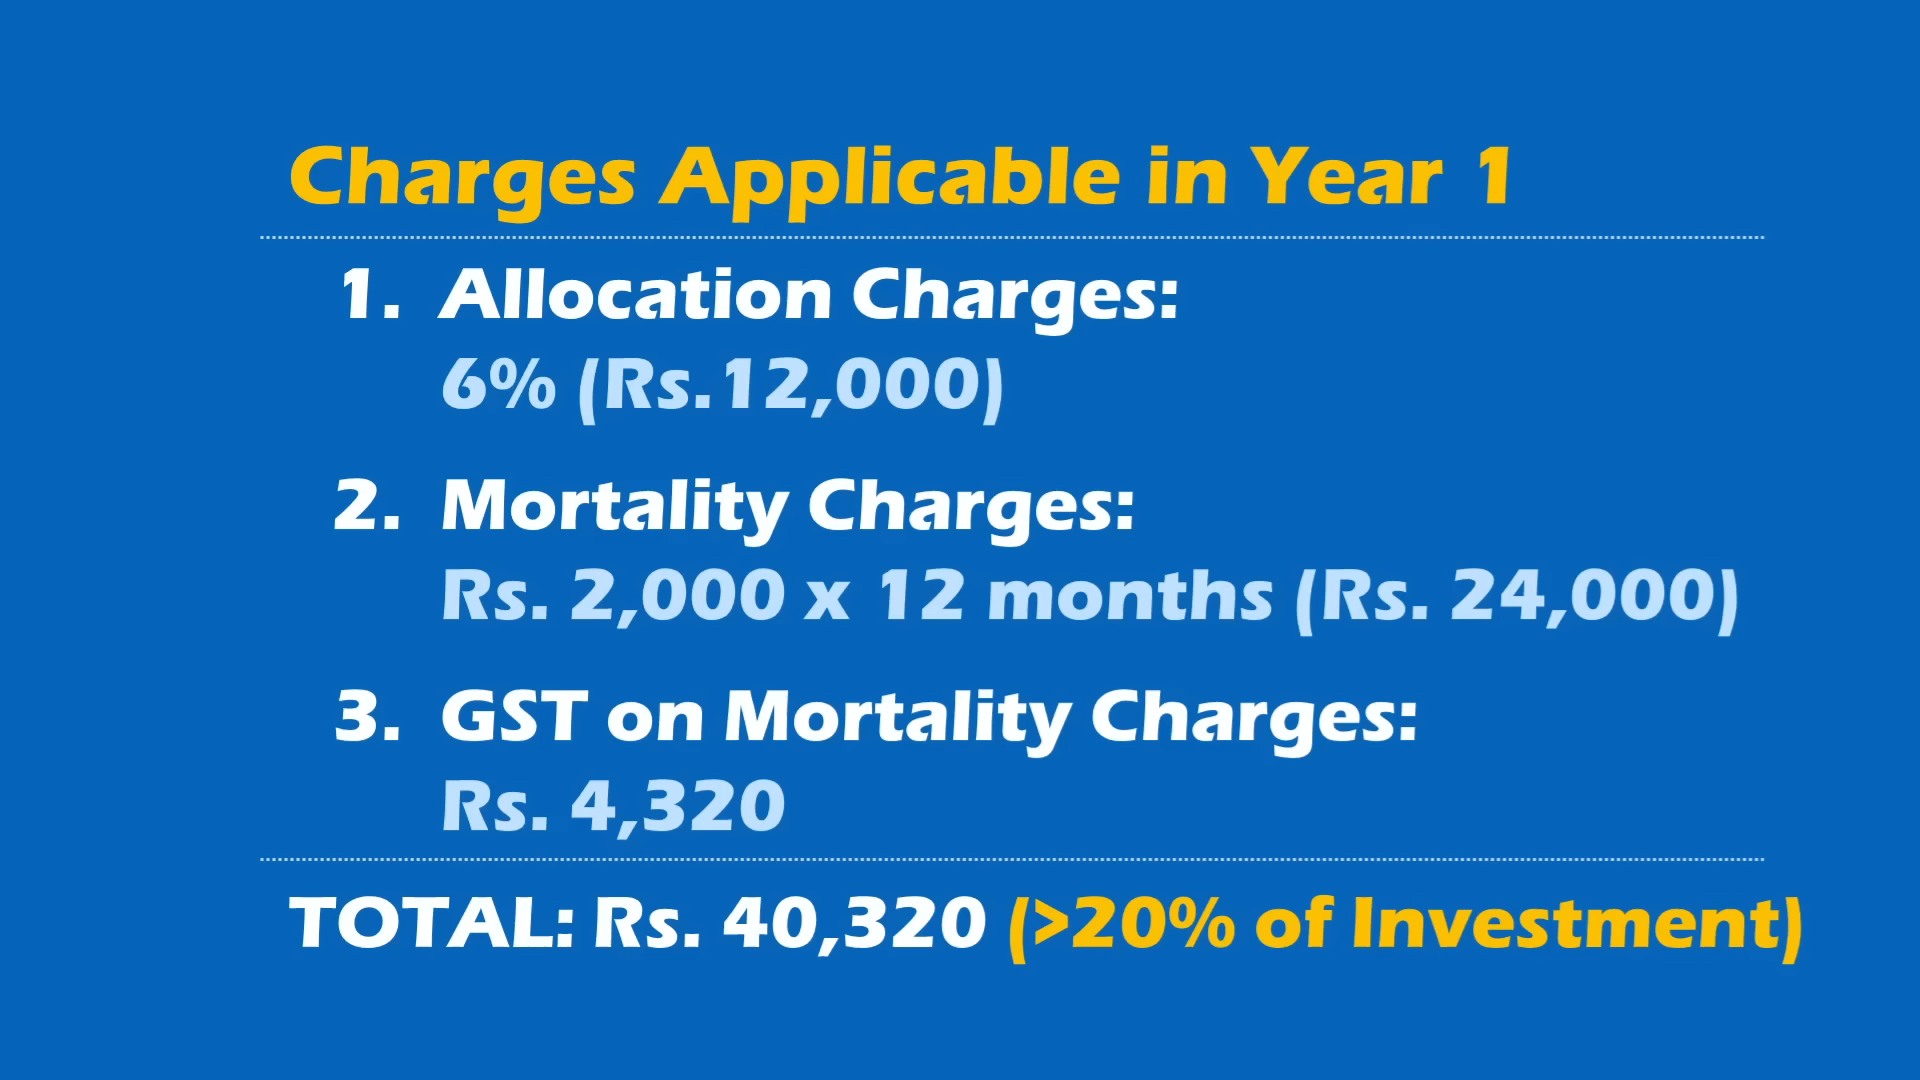 Charges Applicable in Year 1
1. Allocation Charges:
6% (Rs.12,000)
2. Mortality Charges:
Rs. 2,000 x 12 months (Rs. 24,000)
3. GST on Mortality Charges:
Rs. 4,320
TOTAL: Rs. 40,320 (>20% of Investment)